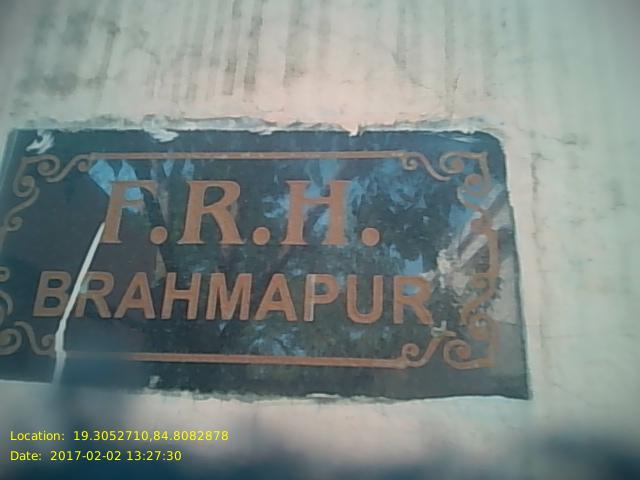 F.R.H.
BRAHMAPUR
Location: 19.3052710,84.8082878
Date: 2017-02-02 13:27:30